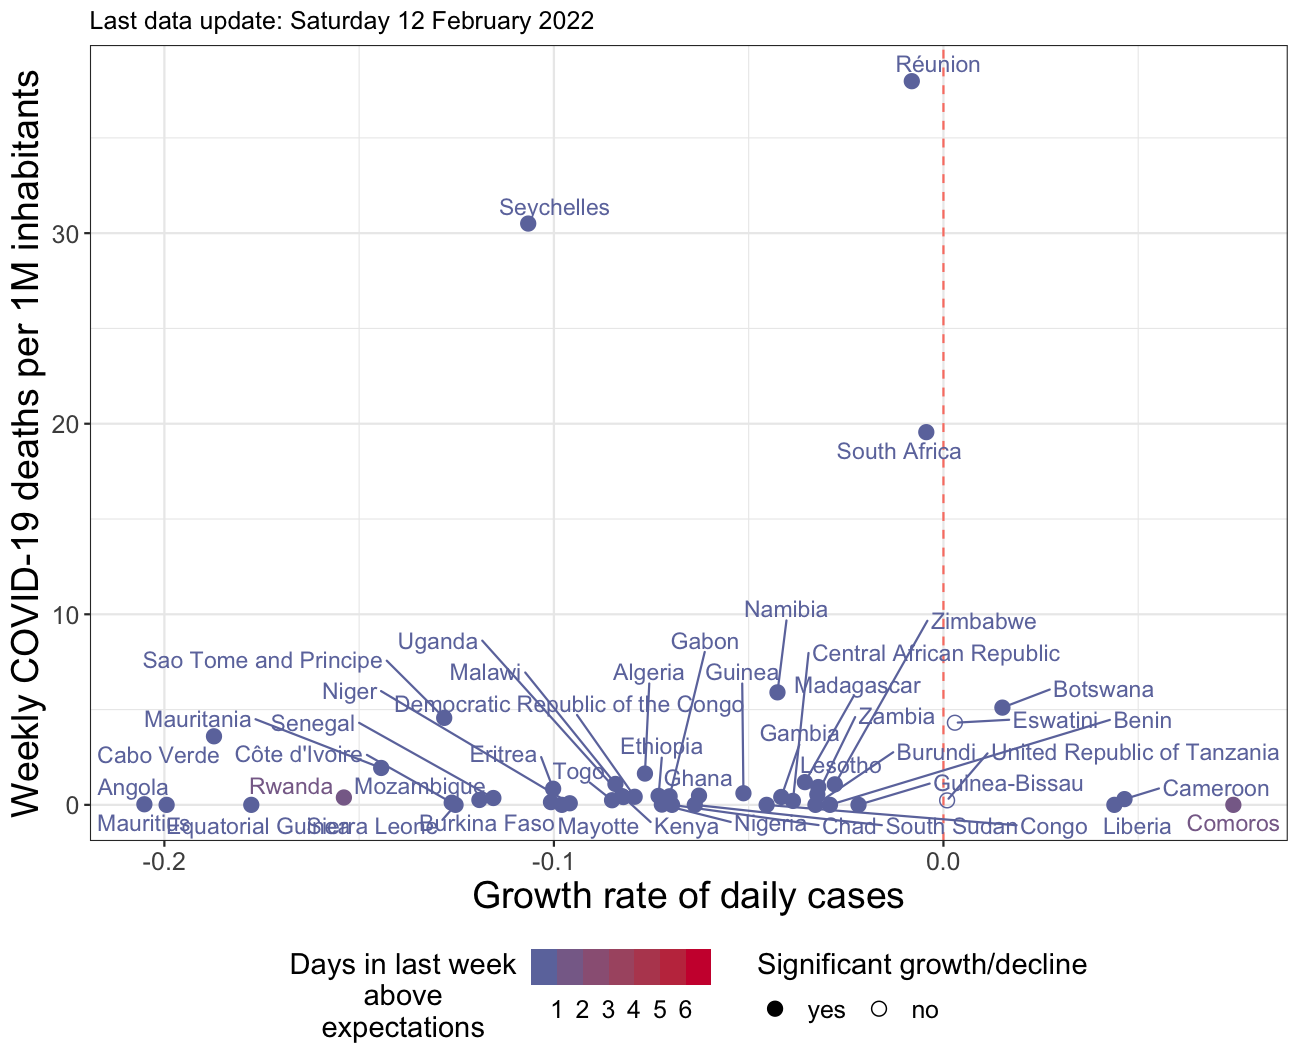 Last data update: Saturday 12 February 2022
Weekly COVID-19 deaths per 1M inhabitants
30
20
10
0
Réunion
Seychelles
South Africa
Namibia
Zimbabwe
Uganda
Gabon
Central African Republic
Sao Tome and Principe
Malawi
Algeria
Guinea
Madagascar
Botswana
Niger
Democratic Republic of the Congo
Mauritania
Senegal
Zambia
Eswatini
Benin
Gambia
Cabo Verde
Côte d'Ivoire
Eritrea
Ethiopia
Burundi
United Republic of Tanzania
Togo
Lesotho
Ghana
Angola
Rwanda
Mozambique
Guinea-Bissau
Cameroon
Mauritius
Equatorial Guinea
Sierra Leone
Burkina Faso
Mayotte
Kenya
Nigeria
Chad
South Sudan
Congo
Liberia
Comoros
-0.2
-0.1
0.0
Growth rate of daily cases
Days in last week
above
expectations
1 2 3 4 5 6
Significant growth/decline
yes
no